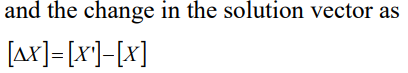 and the change in the solution vector as
[ΔX]=[X']–[X]